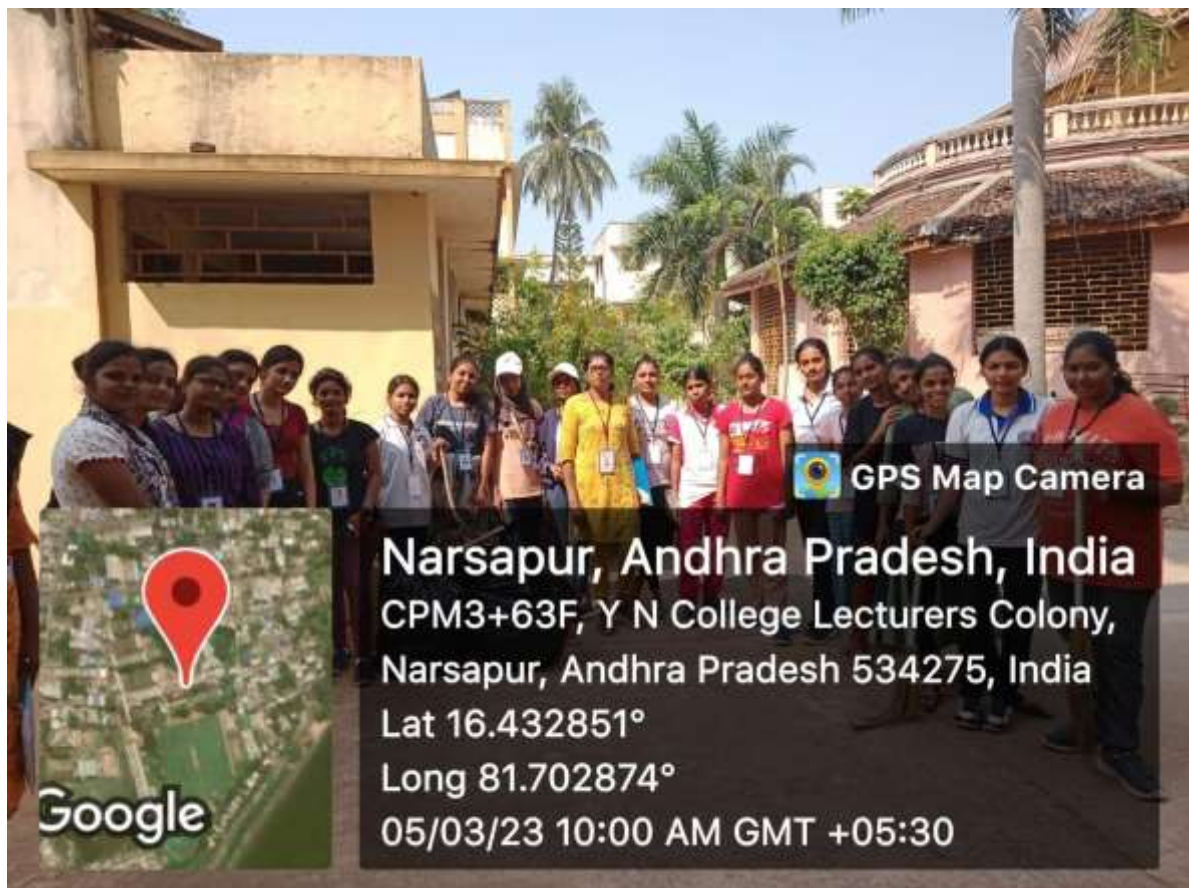 GPS Map Camera
Narsapur, Andhra Pradesh, India
CPM3+63F, Y N College Lecturers Colony,
Narsapur, Andhra Pradesh 534275, India
Lat 16.432851°
Long 81.702874°
05/03/23 10:00 AM GMT +05:30
Google